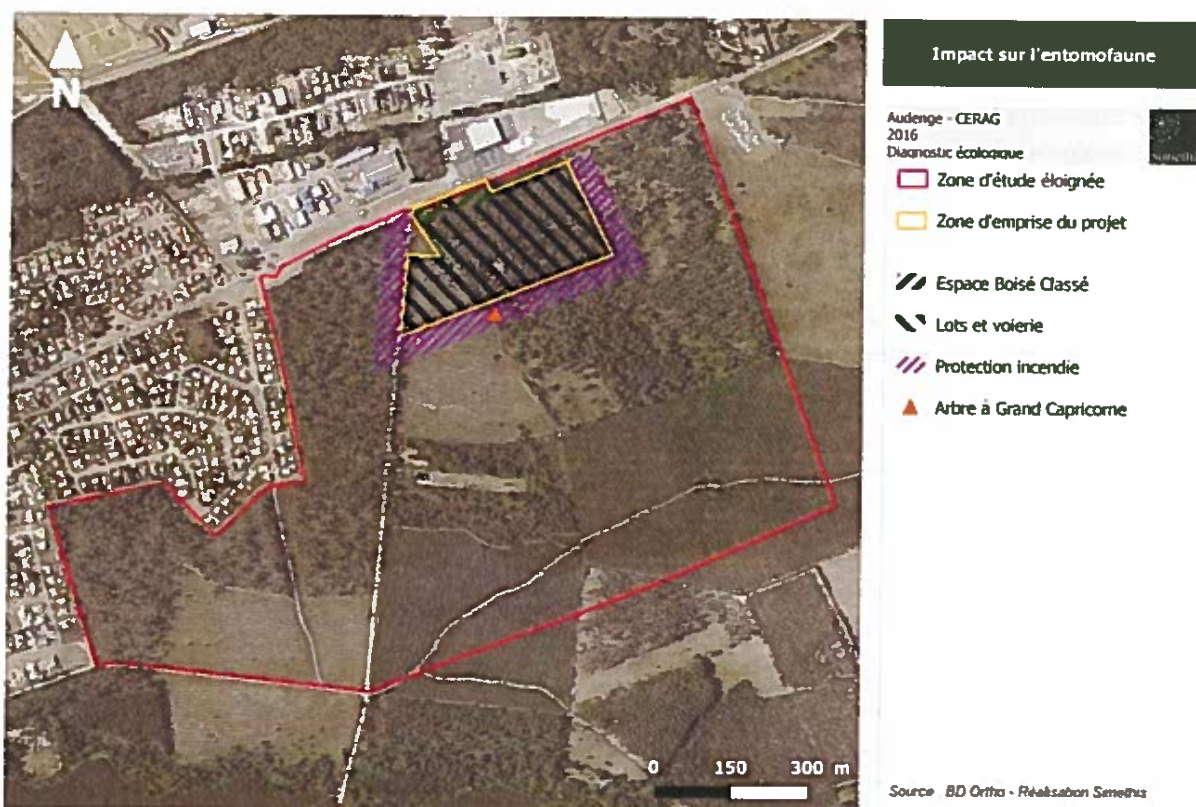 N
Impact sur l'entomofaune
Audenge - CERAG
2016
Diagnostic écologique
Zone d'étude éloignée
Zone d'emprise du projet
Espace Boisé Classé
Lots et voierie
Protection incendie
Arbre à Grand Capricorne
0 150 300 m
Source BD Ortho - Réalisation Simethis